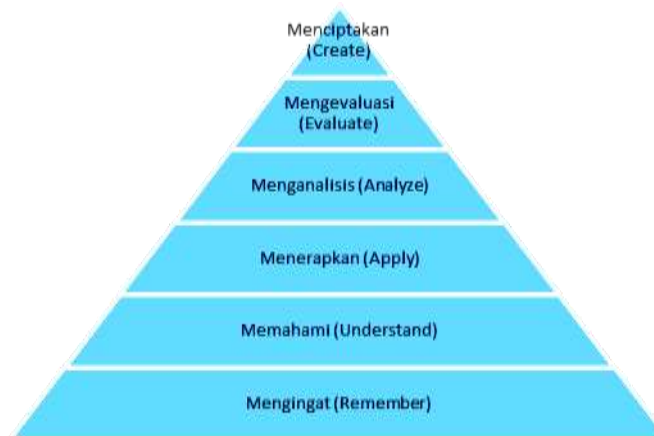 Menciptakan
(Create)
Mengevaluasi
(Evaluate)
Menganalisis (Analyze)
Menerapkan (Apply)
Memahami (Understand)
Mengingat (Remember)